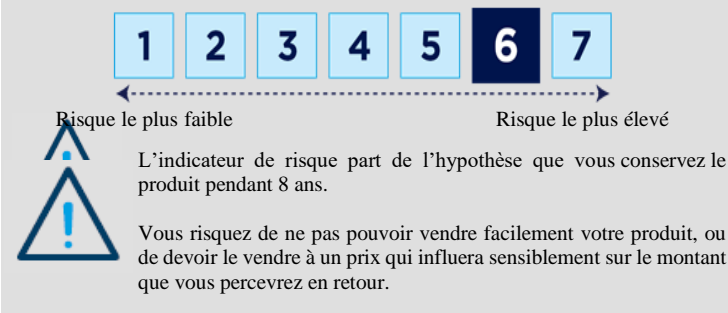 1 2 3 4 5 6 7
Risque le plus faible Risque le plus élevé
L’indicateur de risque part de l’hypothèse que vous conservez le
produit pendant 8 ans.
Vous risquez de ne pas pouvoir vendre facilement votre produit, ou
de devoir le vendre à un prix qui influera sensiblement sur le montant
que vous percevrez en retour.